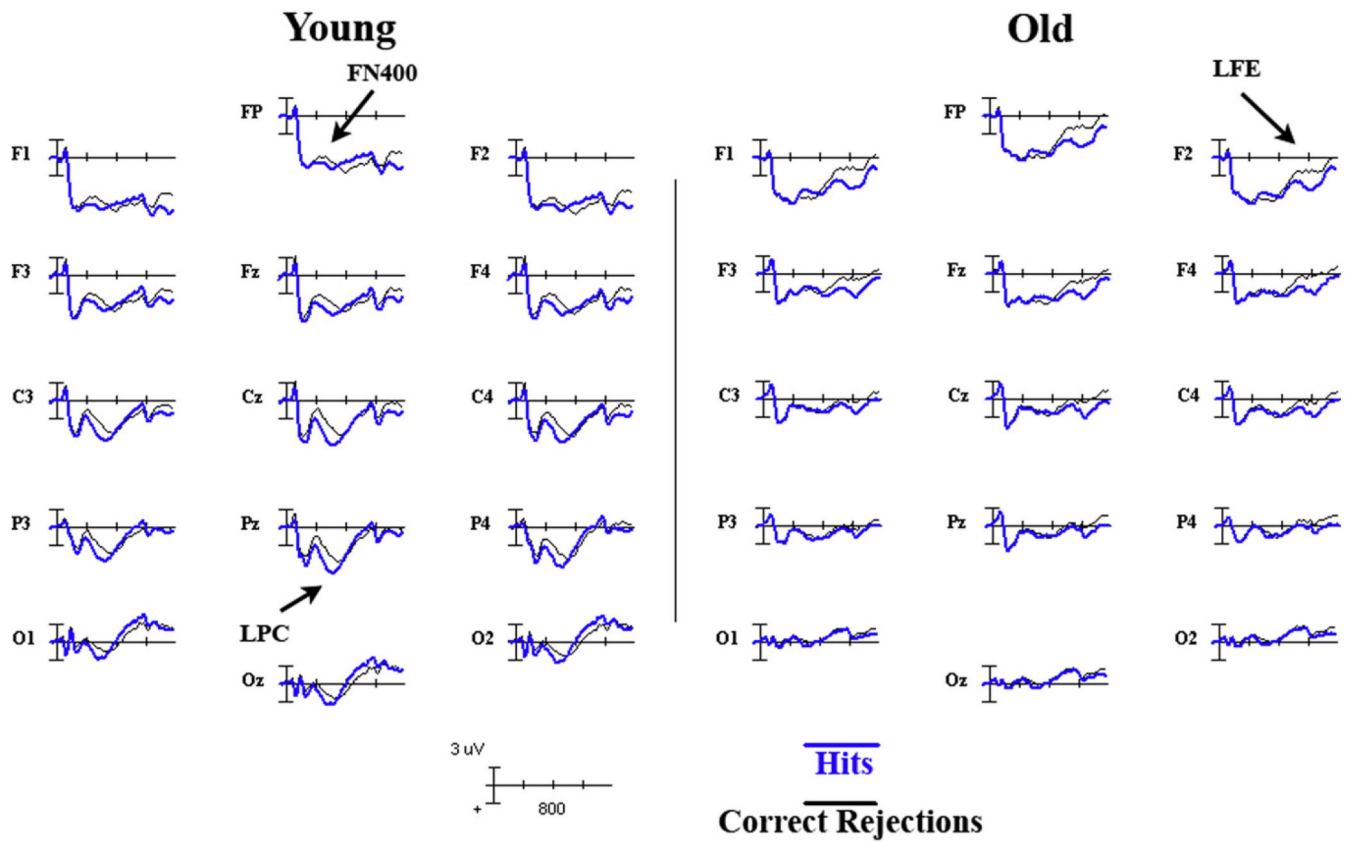 Young
Old
FN400
LFE
FP
FP
F1
F2
F1
F2
F3
Fz
F4
F3
Fz
F4
C3
Cz
C4
C3
Cz
C4
P3
Pz
P4
P3
Pz
P4
LPC
O1
O2
O1
O2
Oz
Oz
3 uV
+
800
Hits
Correct Rejections